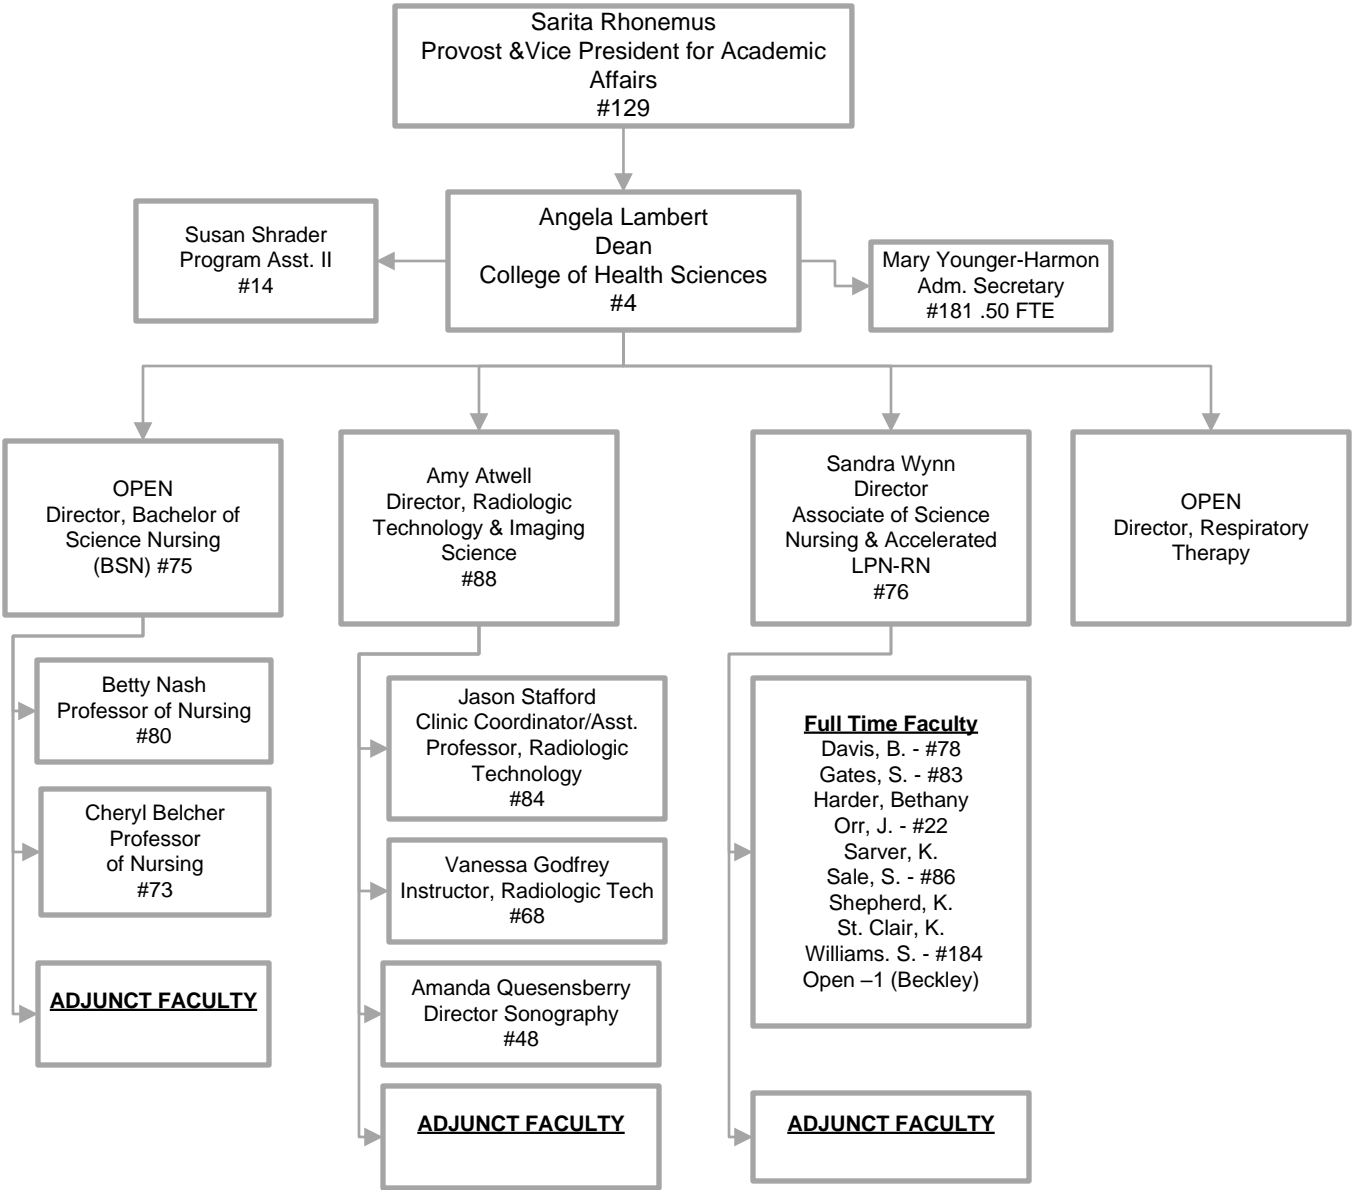 Sarita Rhonemus
Provost &Vice President for Academic
Affairs
#129
Susan Shrader
Program Asst. II
#14
Angela Lambert
Dean
College of Health Sciences
#4
Mary Younger-Harmon
Adm. Secretary
#181 .50 FTE
OPEN
Director, Bachelor of
Science Nursing
(BSN) #75
Betty Nash
Professor of Nursing
#80
Cheryl Belcher
Professor
of Nursing
#73
ADJUNCT FACULTY
Amy Atwell
Director, Radiologic
Technology & Imaging
Science
#88
Jason Stafford
Clinic Coordinator/Asst.
Professor, Radiologic
Technology
#84
Vanessa Godfrey
Instructor, Radiologic Tech
#68
Amanda Quesensberry
Director Sonography
#48
ADJUNCT FACULTY
Sandra Wynn
Director
Associate of Science
Nursing & Accelerated
LPN-RN
#76
Full Time Faculty
Davis, B. - #78
Gates, S. - #83
Harder, Bethany
Orr, J. - #22
Sarver, K.
Sale, S. - #86
Shepherd, K.
St. Clair, K.
Williams. S. - #184
Open –1 (Beckley)
ADJUNCT FACULTY
OPEN
Director, Respiratory
Therapy